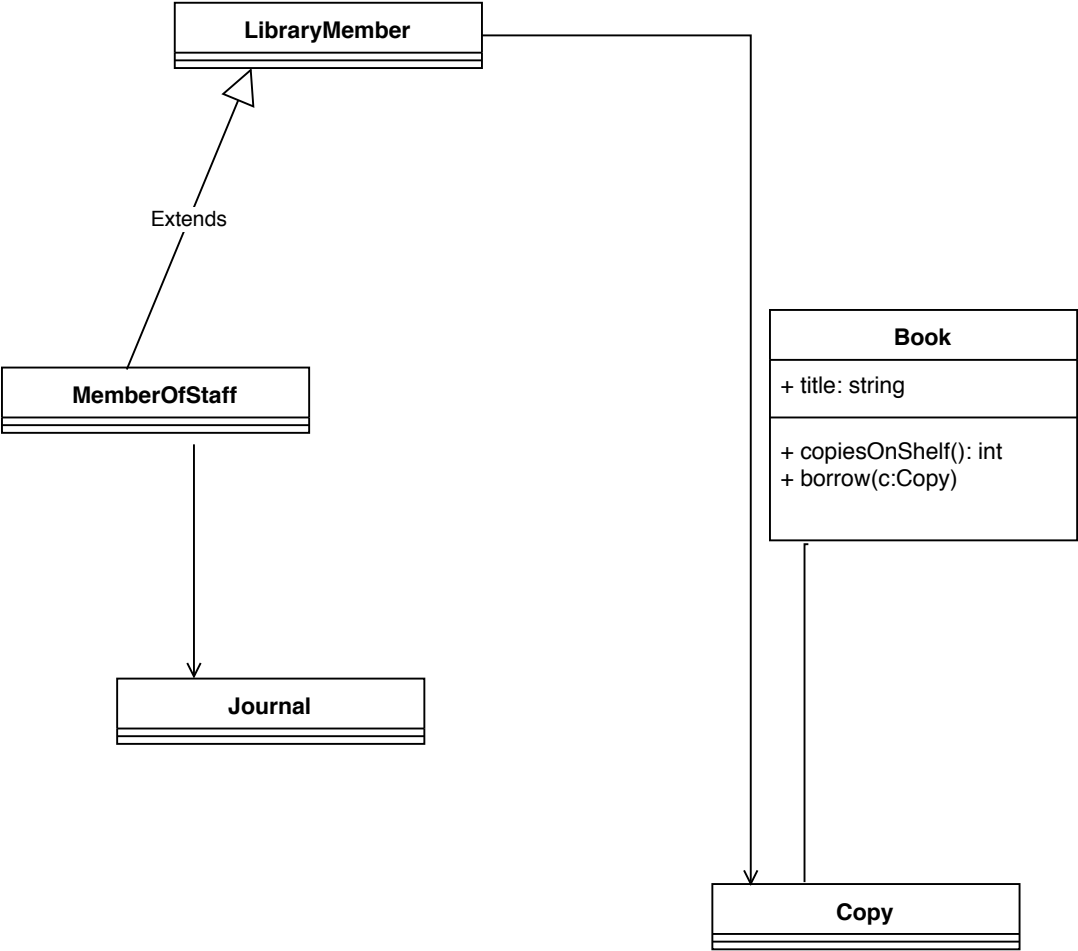 LibraryMember
Extends
Book
+ title: string
MemberOfStaff
+ copiesOnShelf(): int
+ borrow(c:Copy)
Journal
Copy